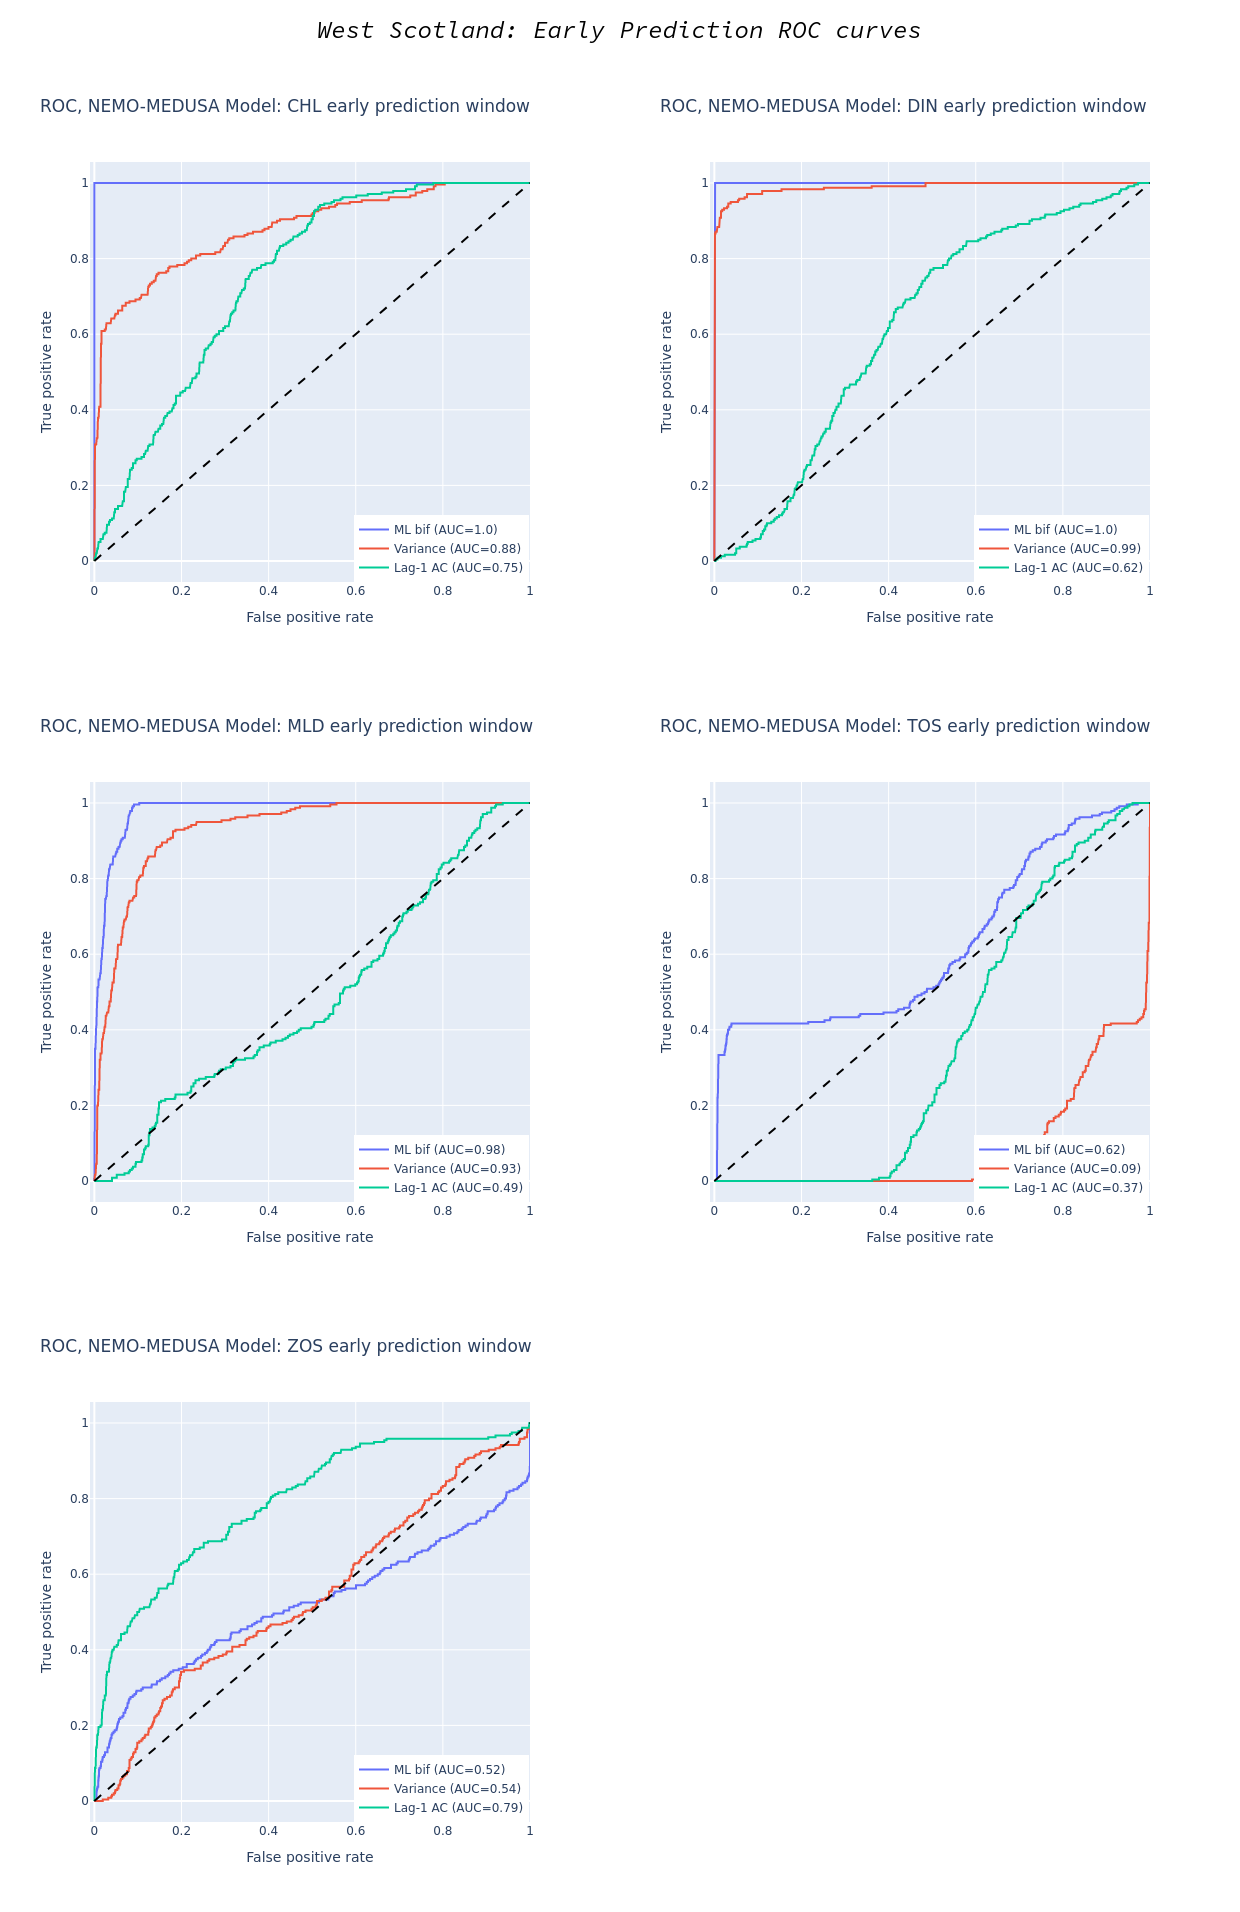 West Scotland: Early Prediction ROC curves
ROC, NEMO-MEDUSA Model: CHL early prediction window
1
0.8
0.6
0.4
0.2
0
True positive rate
0 0.2 0.4 0.6 0.8 1
False positive rate
ML bif (AUC=1.0)
Variance (AUC=0.88)
Lag-1 AC (AUC=0.75)
ROC, NEMO-MEDUSA Model: DIN early prediction window
1
0.8
0.6
0.4
0.2
0
True positive rate
0 0.2 0.4 0.6 0.8 1
False positive rate
ML bif (AUC=1.0)
Variance (AUC=0.99)
Lag-1 AC (AUC=0.62)
ROC, NEMO-MEDUSA Model: MLD early prediction window
1
0.8
0.6
0.4
0.2
0
True positive rate
0 0.2 0.4 0.6 0.8 1
False positive rate
ML bif (AUC=0.98)
Variance (AUC=0.93)
Lag-1 AC (AUC=0.49)
ROC, NEMO-MEDUSA Model: TOS early prediction window
1
0.8
0.6
0.4
0.2
0
True positive rate
0 0.2 0.4 0.6 0.8 1
False positive rate
ML bif (AUC=0.62)
Variance (AUC=0.09)
Lag-1 AC (AUC=0.37)
ROC, NEMO-MEDUSA Model: ZOS early prediction window
1
0.8
0.6
0.4
0.2
0
True positive rate
0 0.2 0.4 0.6 0.8 1
False positive rate
ML bif (AUC=0.52)
Variance (AUC=0.54)
Lag-1 AC (AUC=0.79)